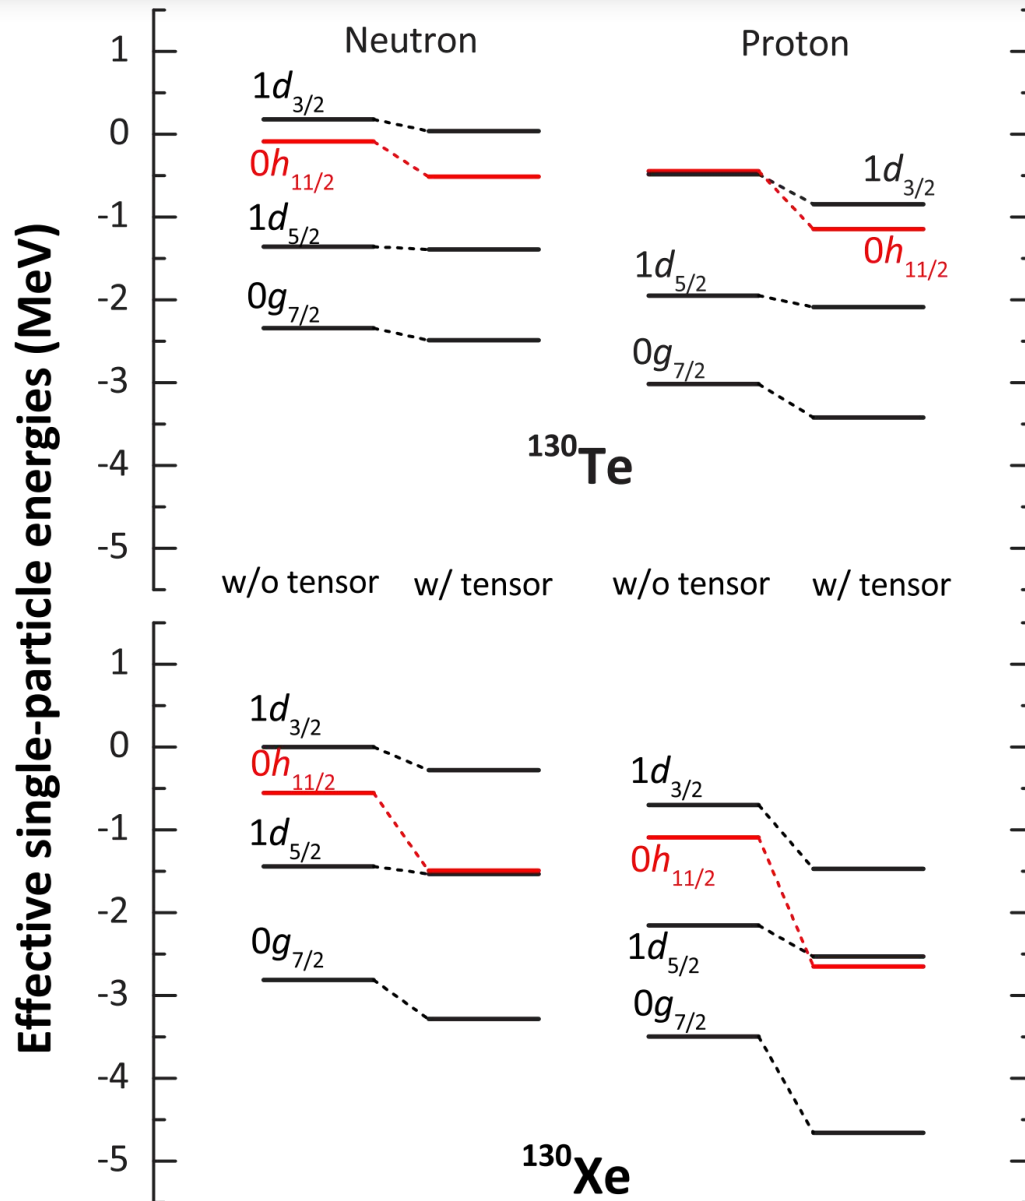 Effective single-particle energies (MeV)
Neutron
Proton
1
0
-1
-2
-3
-4
-5
1d3/2
0h11/2
1d5/2
0g7/2
1d3/2
0h11/2
1d5/2
0g7/2
130Te
w/o tensor
w/ tensor
w/o tensor
w/ tensor
1
0
-1
-2
-3
-4
-5
1d3/2
0h11/2
1d5/2
0g7/2
1d3/2
0h11/2
1d5/2
0g7/2
130Xe